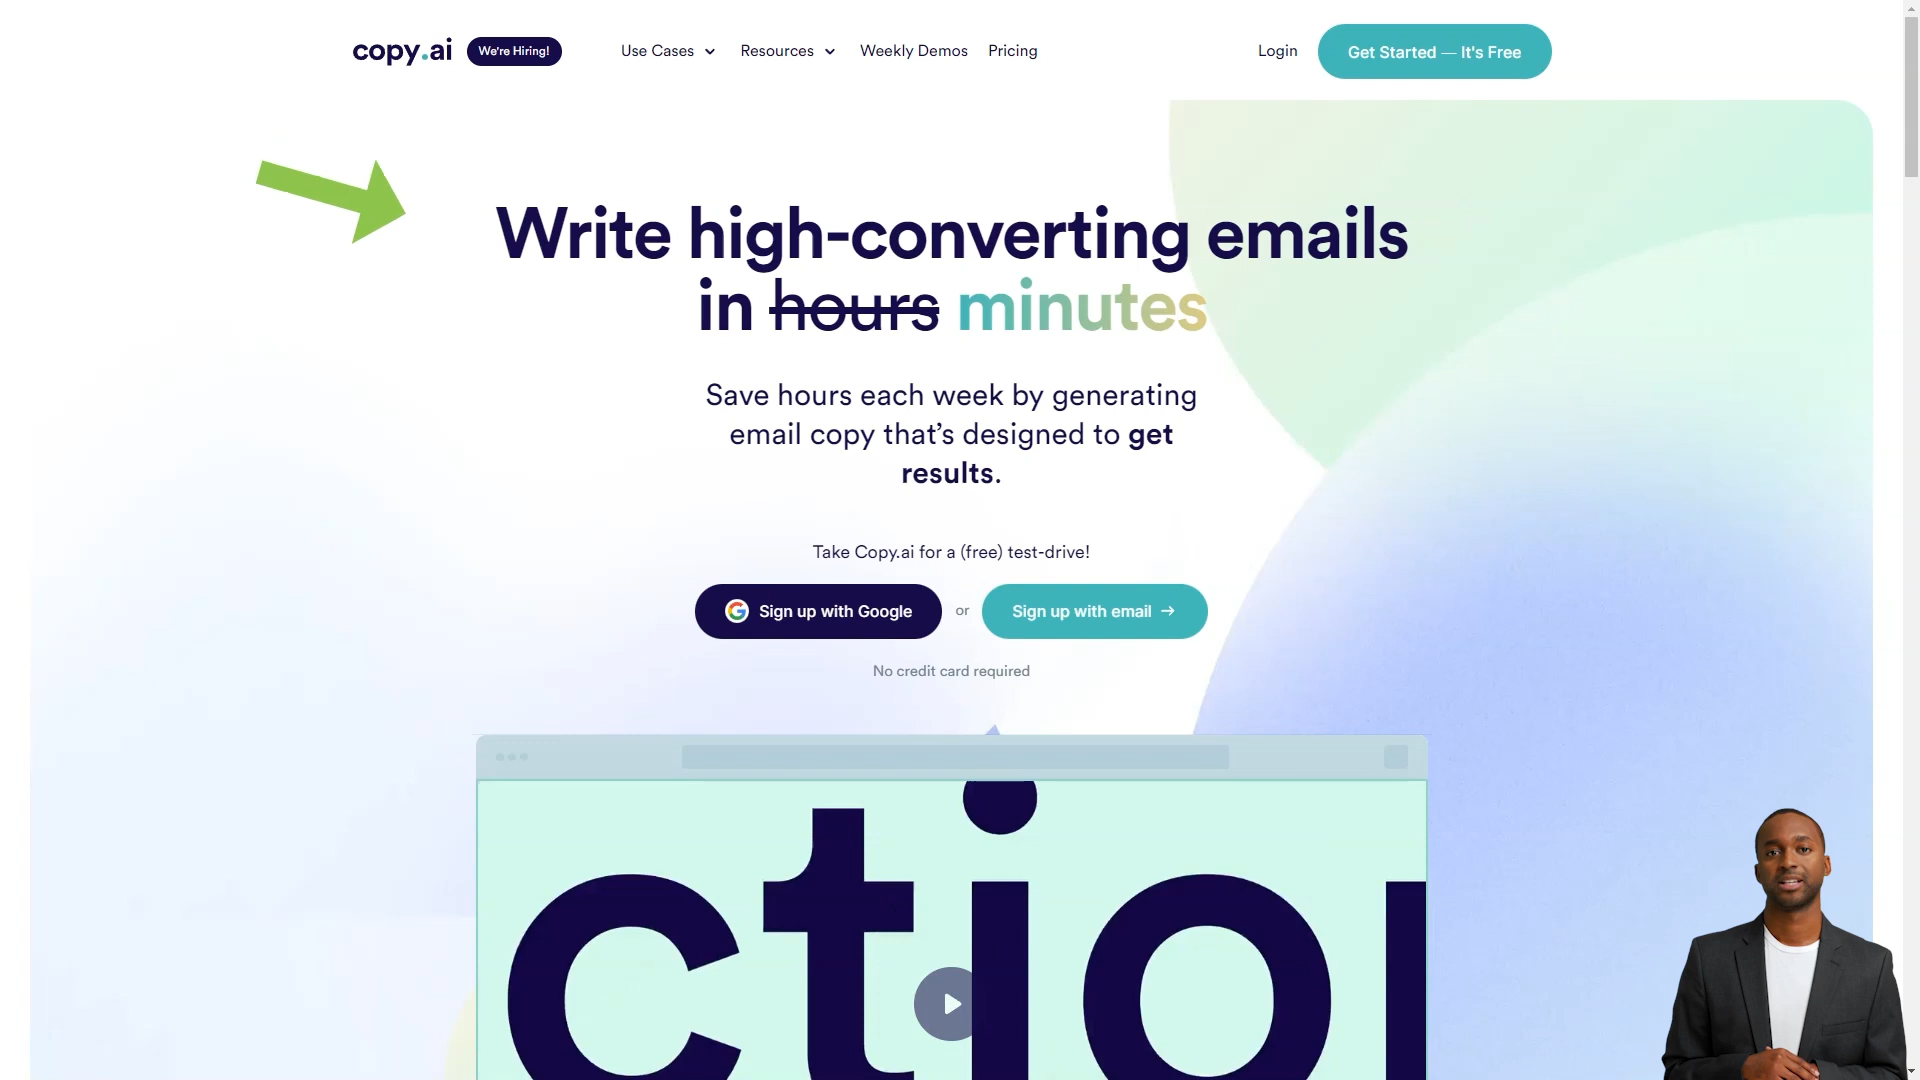 copy.ai
We're Hiring!
Use Cases
Resources
Weekly Demos
Pricing
Login
Get Started — It's Free
Write high-converting emails
in hours minutes
Save hours each week by generating
email copy that’s designed to get
results.
Take Copy.ai for a (free) test-drive!
Sign up with Google
or
Sign up with email →
No credit card required
ctio